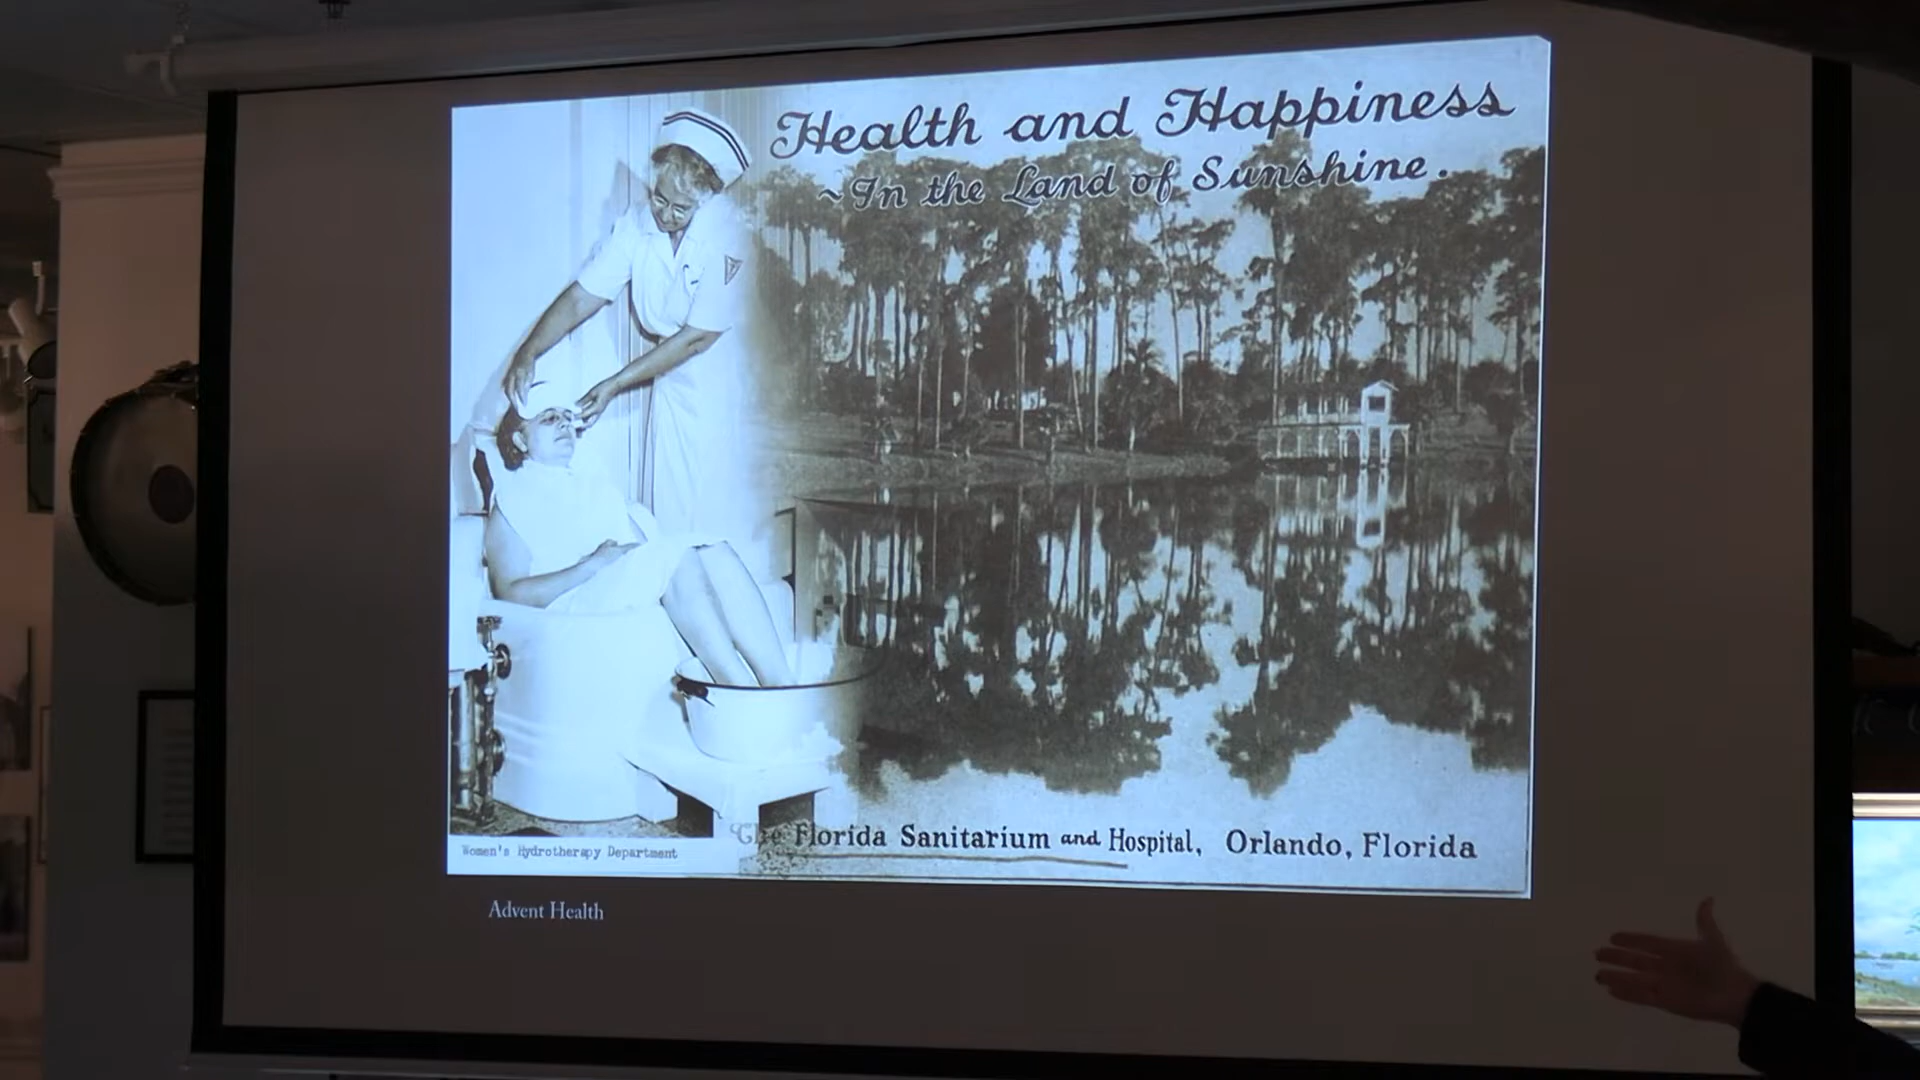 Health and Happiness
~In the Land of Sunshine.
The Florida Sanitarium and Hospital, Orlando, Florida
Women's Hydrotherapy Department
Advent Health